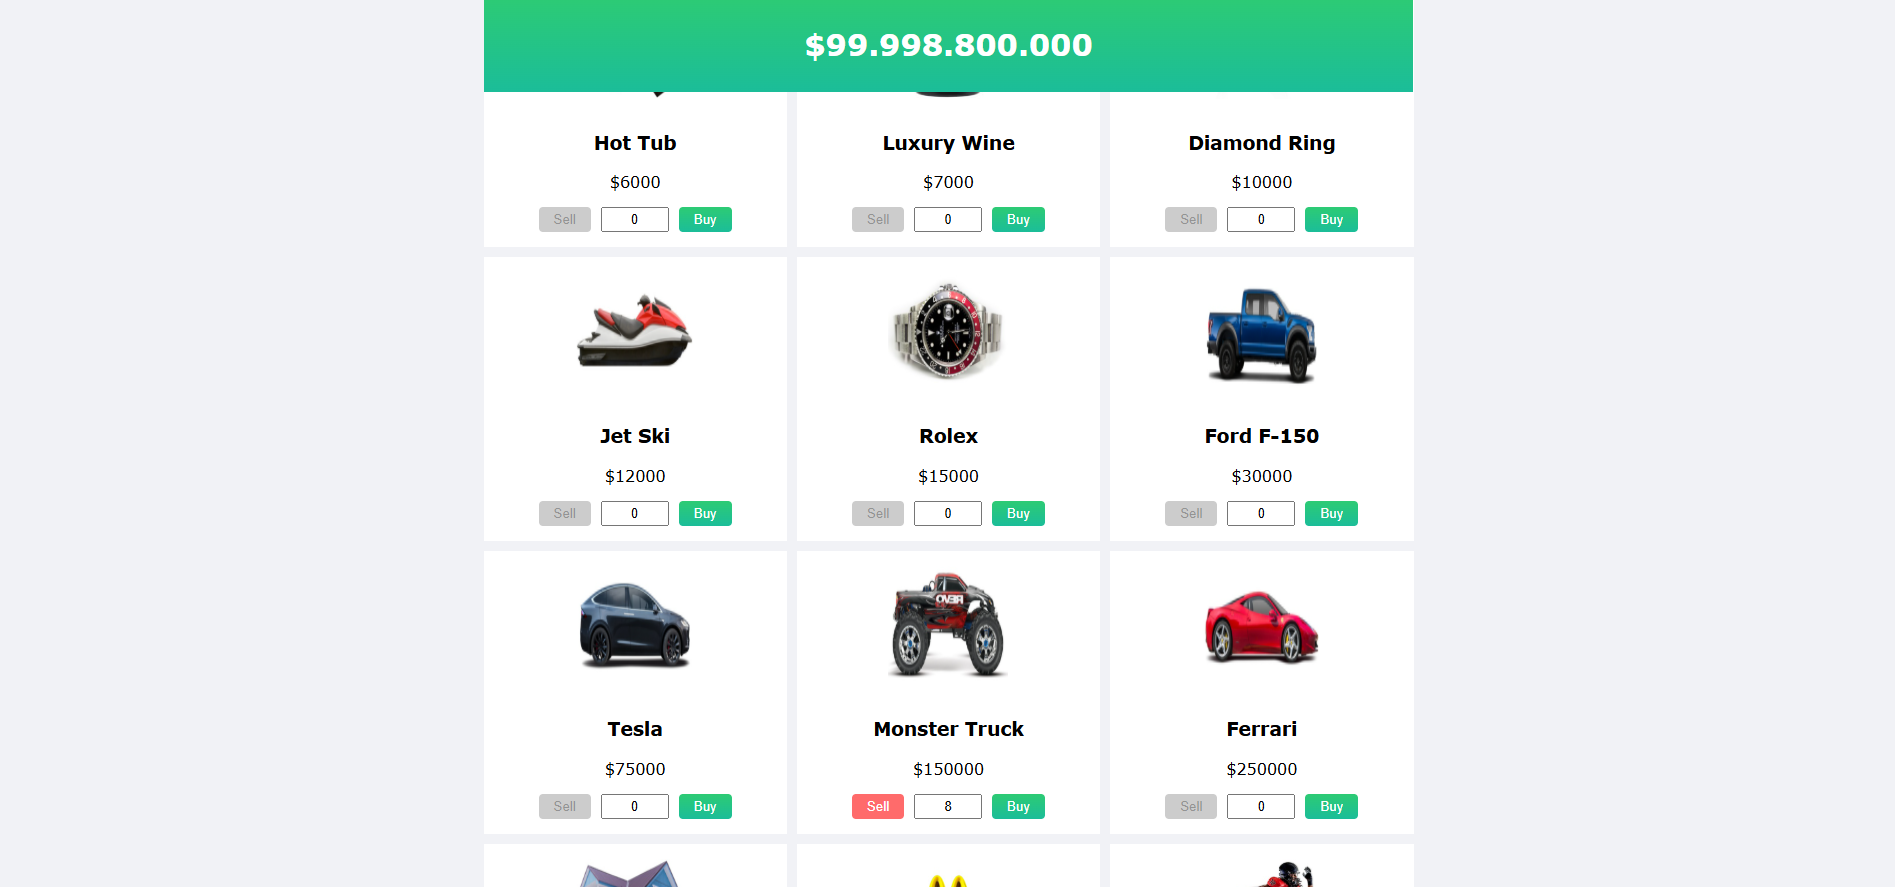 $99.998.800.000
Hot Tub
$6000
Sell 0 Buy
Luxury Wine
$7000
Sell 0 Buy
Diamond Ring
$10000
Sell 0 Buy
Jet Ski
$12000
Sell 0 Buy
Rolex
$15000
Sell 0 Buy
Ford F-150
$30000
Sell 0 Buy
Tesla
$75000
Sell 0 Buy
Monster Truck
$150000
Sell 8 Buy
Ferrari
$250000
Sell 0 Buy